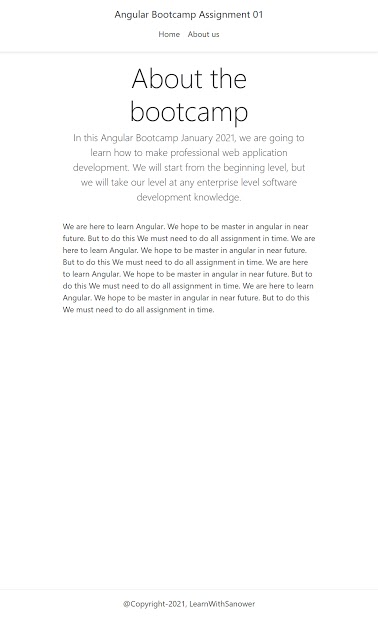 Angular Bootcamp Assignment 01
Home About us
About the
bootcamp
In this Angular Bootcamp January 2021, we are going to
learn how to make professional web application
development. We will start from the beginning level, but
we will take our level at any enterprise level software
development knowledge.
We are here to learn Angular. We hope to be master in angular in near
future. But to do this We must need to do all assignment in time. We are
here to learn Angular. We hope to be master in angular in near future.
But to do this We must need to do all assignment in time. We are here
to learn Angular. We hope to be master in angular in near future. But to
do this We must need to do all assignment in time. We are here to learn
Angular. We hope to be master in angular in near future. But to do this
We must need to do all assignment in time.
@Copyright-2021, LearnWithSanower